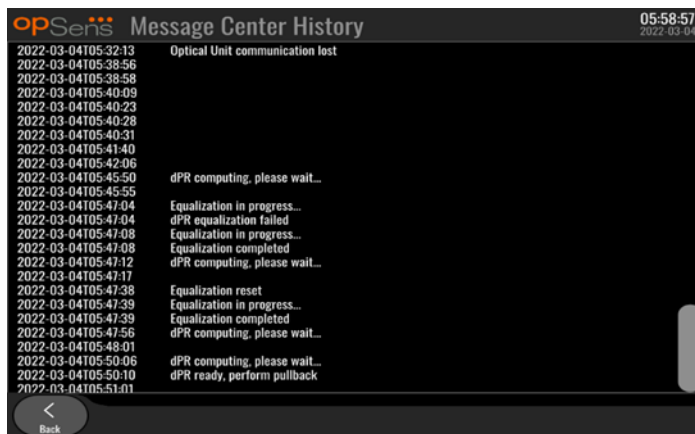 opSens Message Center History 05:58:57
2022-03-04
2022-03-04T05:32:13 Optical Unit communication lost
2022-03-04T05:38:56
2022-03-04T05:38:58
2022-03-04T05:40:09
2022-03-04T05:40:23
2022-03-04T05:40:28
2022-03-04T05:40:31
2022-03-04T05:41:40
2022-03-04T05:42:06
2022-03-04T05:45:50 dPR computing, please wait...
2022-03-04T05:45:55
2022-03-04T05:47:04 Equalization in progress...
2022-03-04T05:47:04 dPR equalization failed
2022-03-04T05:47:08 Equalization in progress...
2022-03-04T05:47:08 Equalization completed
2022-03-04T05:47:12 dPR computing, please wait...
2022-03-04T05:47:17
2022-03-04T05:47:38 Equalization reset
2022-03-04T05:47:39 Equalization in progress...
2022-03-04T05:47:39 Equalization completed
2022-03-04T05:47:56 dPR computing, please wait...
2022-03-04T05:48:01
2022-03-04T05:50:06 dPR computing, please wait...
2022-03-04T05:50:10 dPR ready, perform pullback
2022-03-04T05:51:01
Back